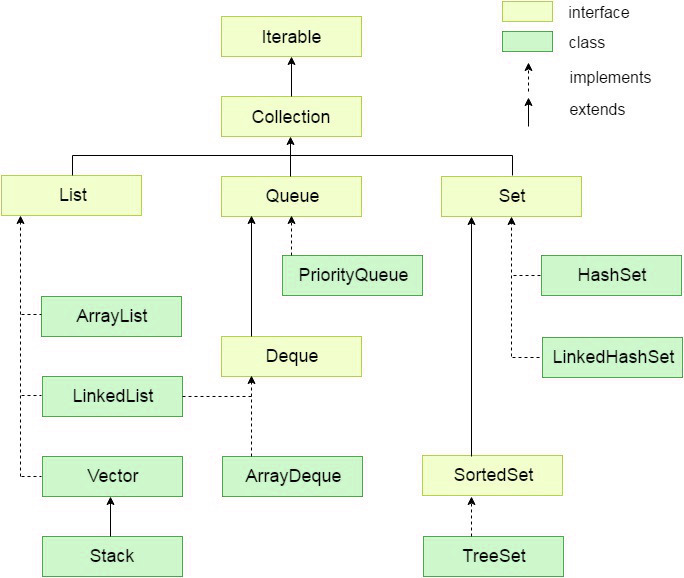 interface
class
implements
extends
Iterable
Collection
List
Queue
Set
PriorityQueue
HashSet
ArrayList
Deque
LinkedHashSet
LinkedList
Vector
ArrayDeque
SortedSet
Stack
TreeSet